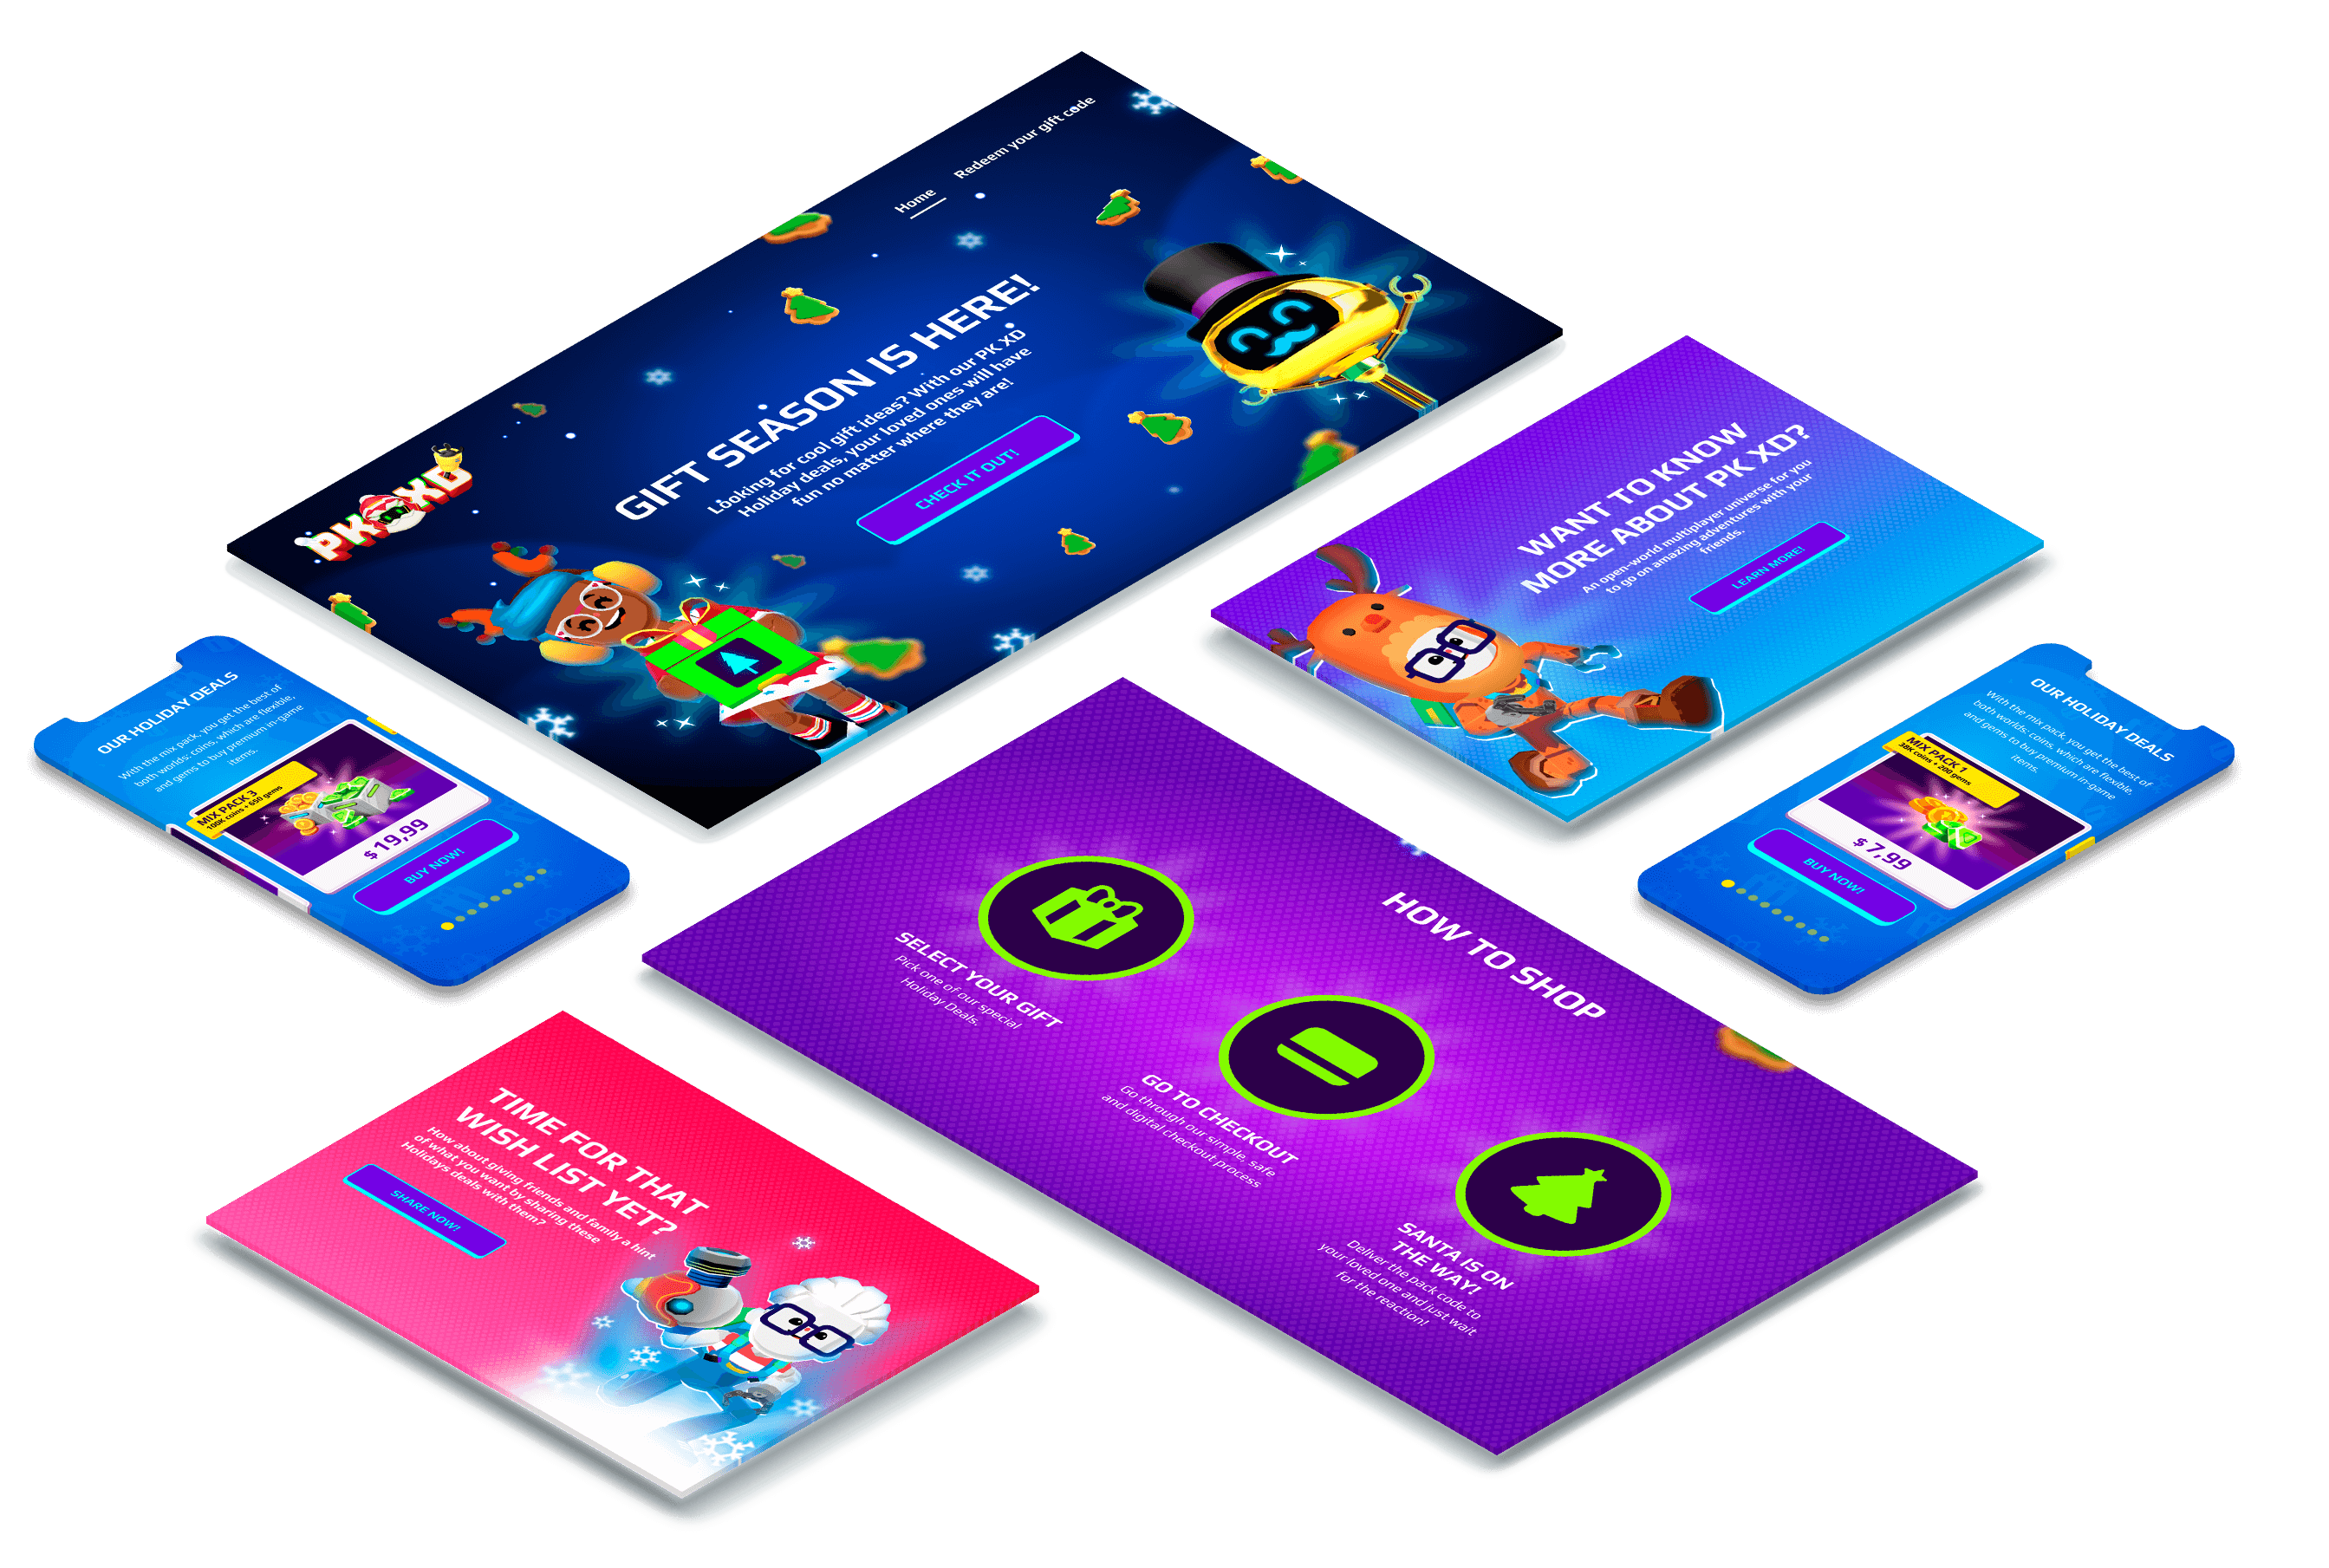 Home
Redeem your gift code
PK XD
GIFT SEASON IS HERE!
Looking for cool gift ideas? With our PK XD
Holiday deals, your loved ones will have
fun no matter where they are!
CHECK IT OUT!
WANT TO KNOW
MORE ABOUT PK XD?
An open-world multiplayer universe for you
to go on amazing adventures with your
friends.
LEARN MORE!
OUR HOLIDAY DEALS
With the mix pack, you get the best of
both worlds: coins, which are flexible,
and gems to buy premium in-game
items.
MIX PACK 3
100K coins + 650 gems
$ 19,99
BUY NOW!
OUR HOLIDAY DEALS
With the mix pack, you get the best of
both worlds: coins, which are flexible,
and gems to buy premium in-game
items.
MIX PACK 1
38K coins + 200 gems
$ 7,99
BUY NOW!
HOW TO SHOP
SELECT YOUR GIFT
Pick one of our special
Holiday Deals.
GO TO CHECKOUT
Go through our simple, safe
and digital checkout process
SANTA IS ON
THE WAY!
Deliver the pack code to
your loved one and just wait
for the reaction!
TIME FOR THAT
WISH LIST YET?
How about giving friends and family a hint
of what you want by sharing these
Holidays deals with them?
SHARE NOW!